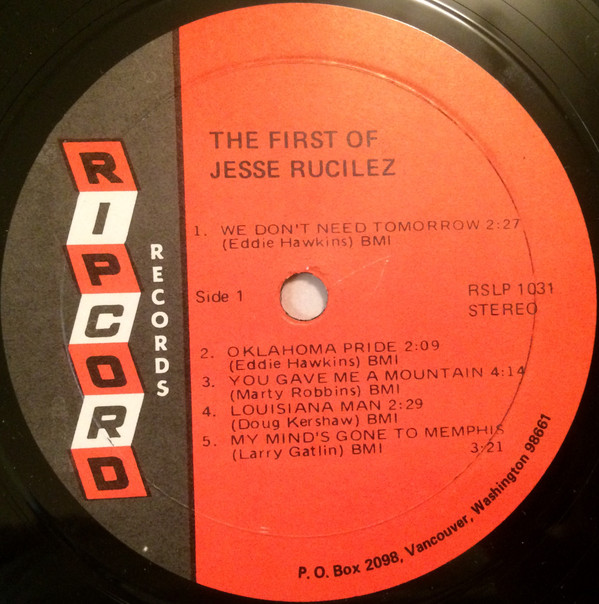 RIPCORD
RECORDS
THE FIRST OF
JESSE RUCILEZ
1. WE DON'T NEED TOMORROW 2:27
(Eddie Hawkins) BMI
Side 1
RSLP 1031
STEREO
2. OKLAHOMA PRIDE 2:09
(Eddie Hawkins) BMI
3. YOU GAVE ME A MOUNTAIN 4:14
(Marty Robbins) BMI
4. LOUISIANA MAN 2:29
(Doug Kershaw) BMI
5. MY MIND'S GONE TO MEMPHIS
(Larry Gatlin) BMI 3:21
P. O. Box 2098, Vancouver, Washington 98661